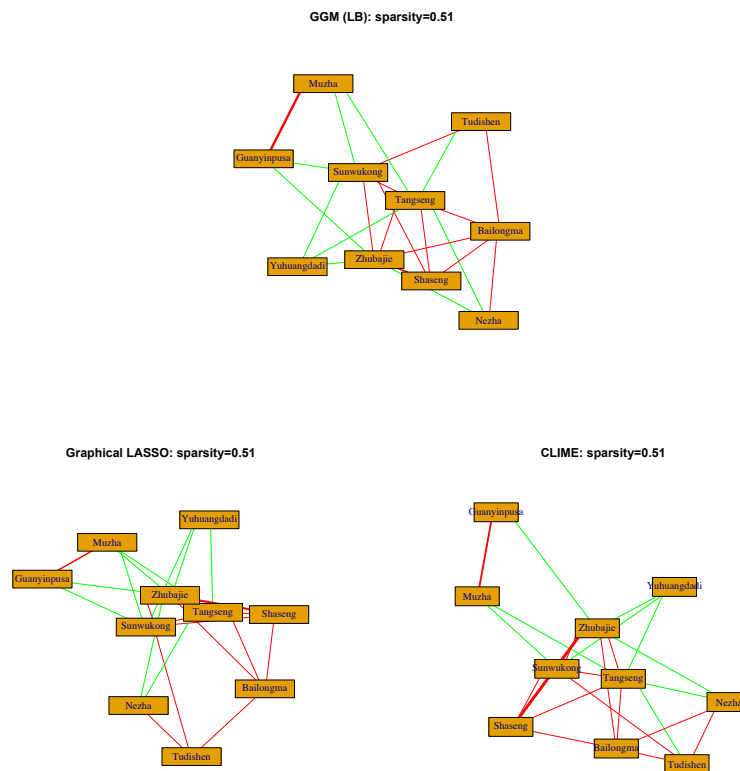 GGM (LB): sparsity=0.51
Muzha
Tudishen
Guanyinpusa
Sunwukong
Tangseng
Bailongma
Yuhuangdadi
Zhubajie
Shaseng
Nezha
Graphical LASSO: sparsity=0.51
Yuhuangdadi
Muzha
Guanyinpusa
Zhubajie
Tangseng
Shaseng
Sunwukong
Bailongma
Nezha
Tudishen
CLIME: sparsity=0.51
Guanyinpusa
Yuhuangdadi
Muzha
Zhubajie
Sunwukong
Tangseng
Nezha
Shaseng
Bailongma
Tudishen